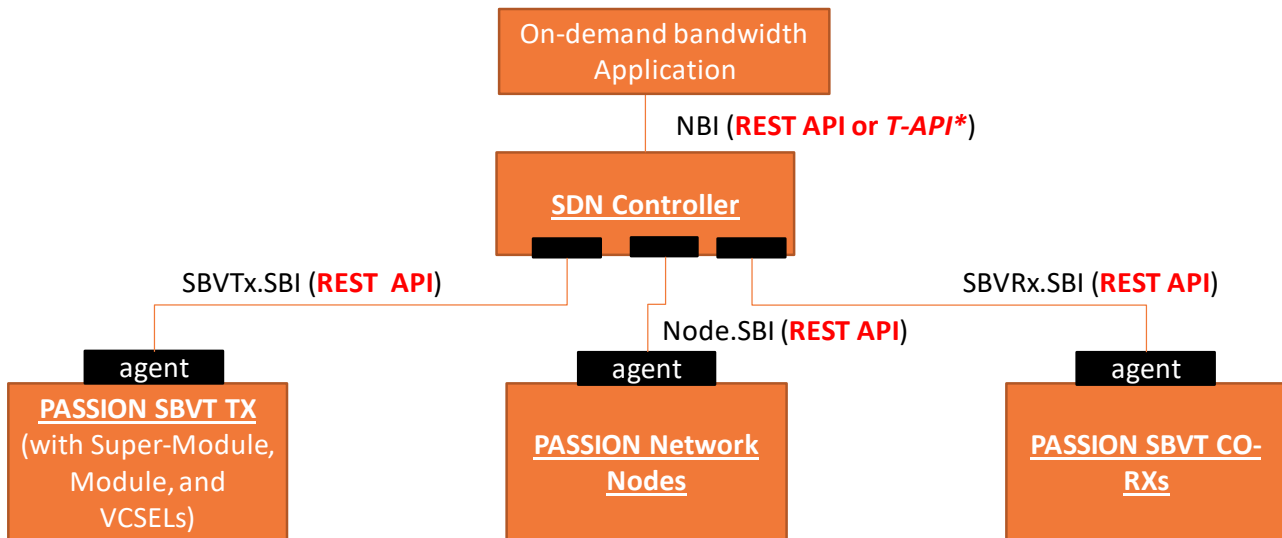 On-demand bandwidth
Application
NBI (REST API or T-API*)
SDN Controller
SBVTx.SBI (REST API)
SBVRx.SBI (REST API)
Node.SBI (REST API)
agent
agent
agent
PASSION SBVT TX
(with Super-Module,
Module, and
VCSELs)
PASSION Network
Nodes
PASSION SBVT CO-
RXs